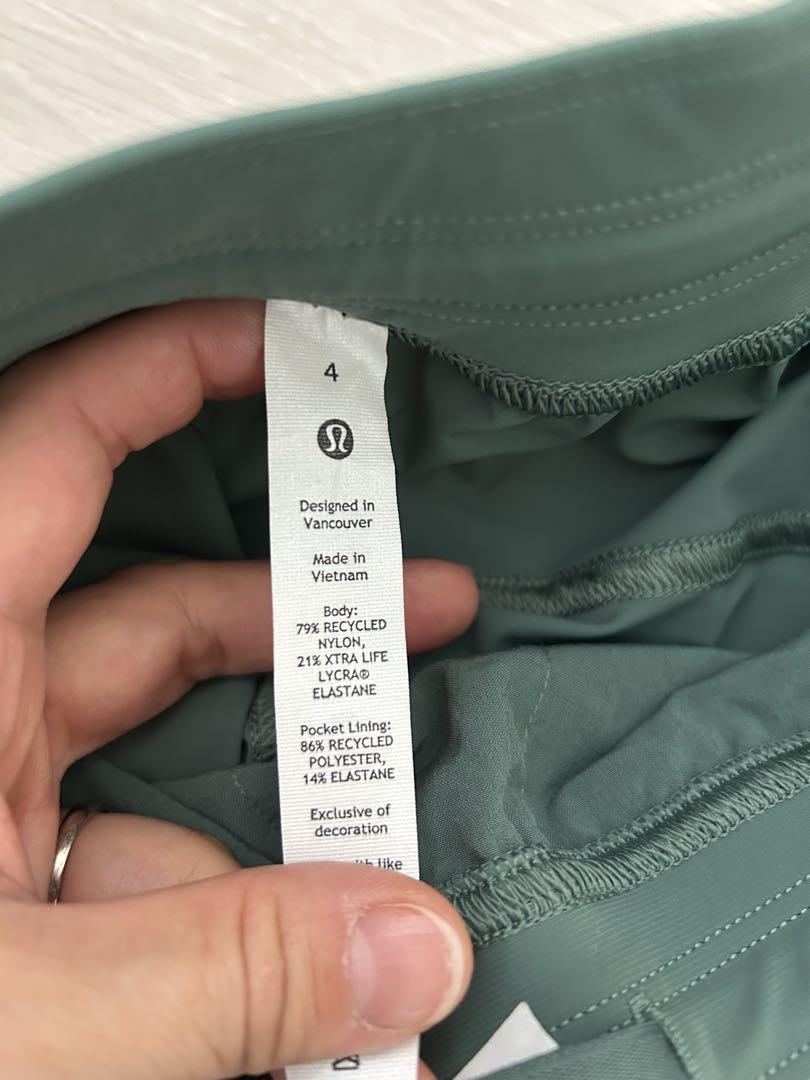 4
Designed in
Vancouver
Made in
Vietnam
Body:
79% RECYCLED
NYLON,
21% XTRA LIFE
LYCRA®
ELASTANE
Pocket Lining:
86% RECYCLED
POLYESTER,
14% ELASTANE
Exclusive of
decoration
like